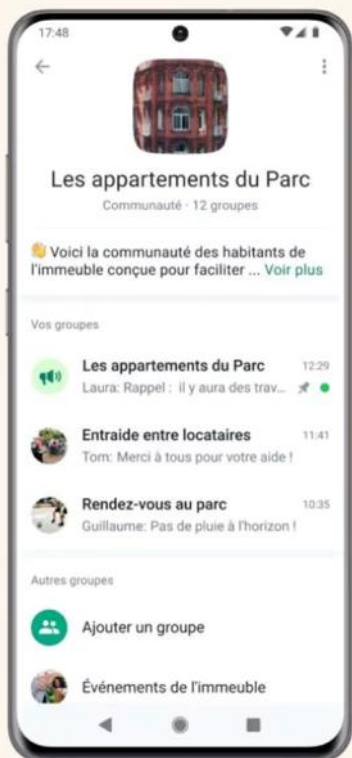 17:48
Les appartements du Parc
Communauté · 12 groupes
👋 Voici la communauté des habitants de
l'immeuble conçue pour faciliter ... Voir plus
Vos groupes
Les appartements du Parc 12:29
Laura: Rappel : il y aura des trav...
Entraide entre locataires 11:41
Tom: Merci à tous pour votre aide !
Rendez-vous au parc 10:35
Guillaume: Pas de pluie à l'horizon !
Autres groupes
Ajouter un groupe
Événements de l'immeuble